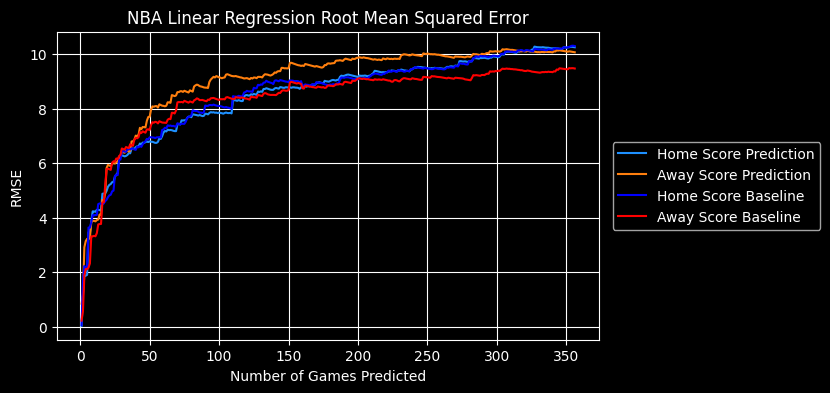 NBA Linear Regression Root Mean Squared Error
10
8
6
4
2
0
RMSE
0 50 100 150 200 250 300 350
Number of Games Predicted
Home Score Prediction
Away Score Prediction
Home Score Baseline
Away Score Baseline